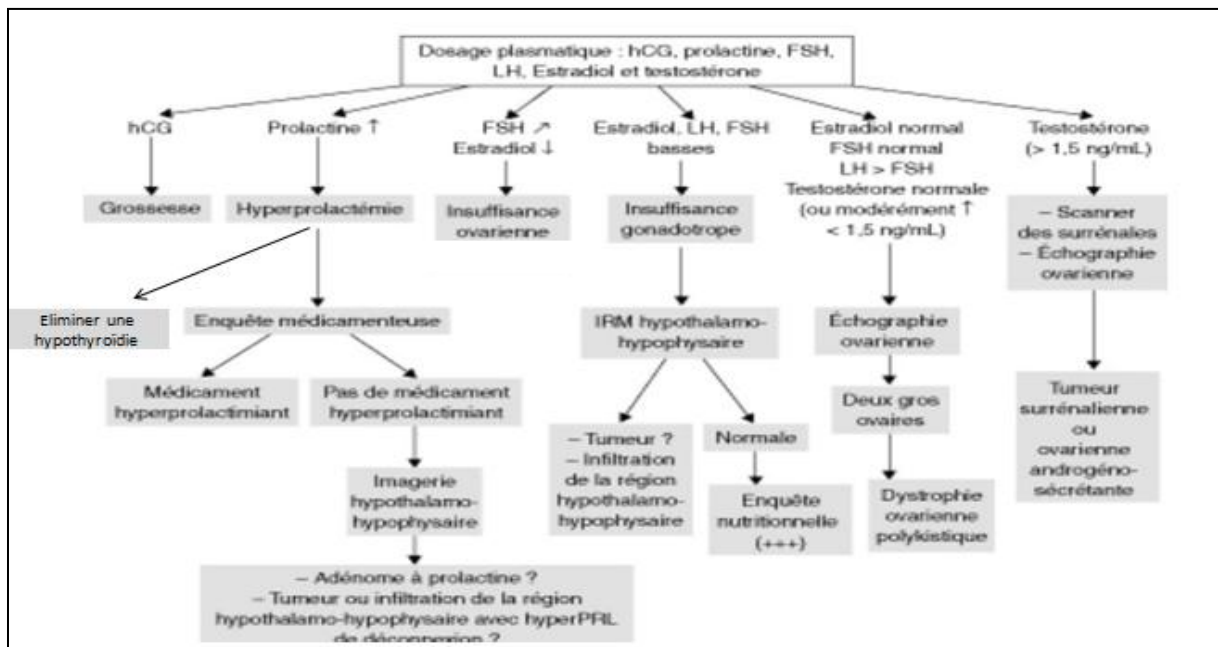 Dosage plasmatique : hCG, prolactine, FSH,
LH, Estradiol et testostérone
hCG
Grossesse
Prolactine ↑
Hyperprolactémie
Eliminer une
hypothyroïdie
Enquête médicamenteuse
Médicament
hyperprolactimiant
Pas de médicament
hyperprolactimiant
Imagerie
hypothalamo-
hypophysaire
– Adénome à prolactine ?
– Tumeur ou infiltration de la région
hypothalamo-hypophysaire avec hyperPRL
de déconnexion ?
FSH ↗
Estradiol ↓
Insuffisance
ovarienne
Estradiol, LH, FSH
basses
Insuffisance
gonadotrope
IRM hypothalamo-
hypophysaire
– Tumeur ?
– Infiltration
de la région
hypothalamo-
hypophysaire
Normale
Enquête
nutritionnelle
(+++)
Estradiol normal
FSH normal
LH > FSH
Testostérone normale
(ou modérément ↑
< 1,5 ng/mL)
Échographie
ovarienne
Deux gros
ovaires
Dystrophie
ovarienne
polykistique
Testostérone
(> 1,5 ng/mL)
– Scanner
des surrénales
– Échographie
ovarienne
Tumeur
surrénalienne
ou
ovarienne
androgéno-
sécrétante